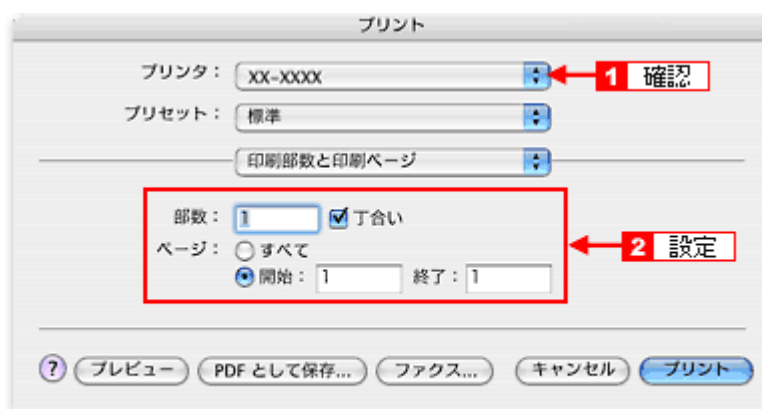 プリント
プリンタ： XX-XXXX 1 確認
プリセット： 標準
印刷部数と印刷ページ
部数： 1 丁合い
ページ： すべて
2 設定
開始： 1 終了： 1
? プレビュー PDF として保存... ファクス... キャンセル プリント